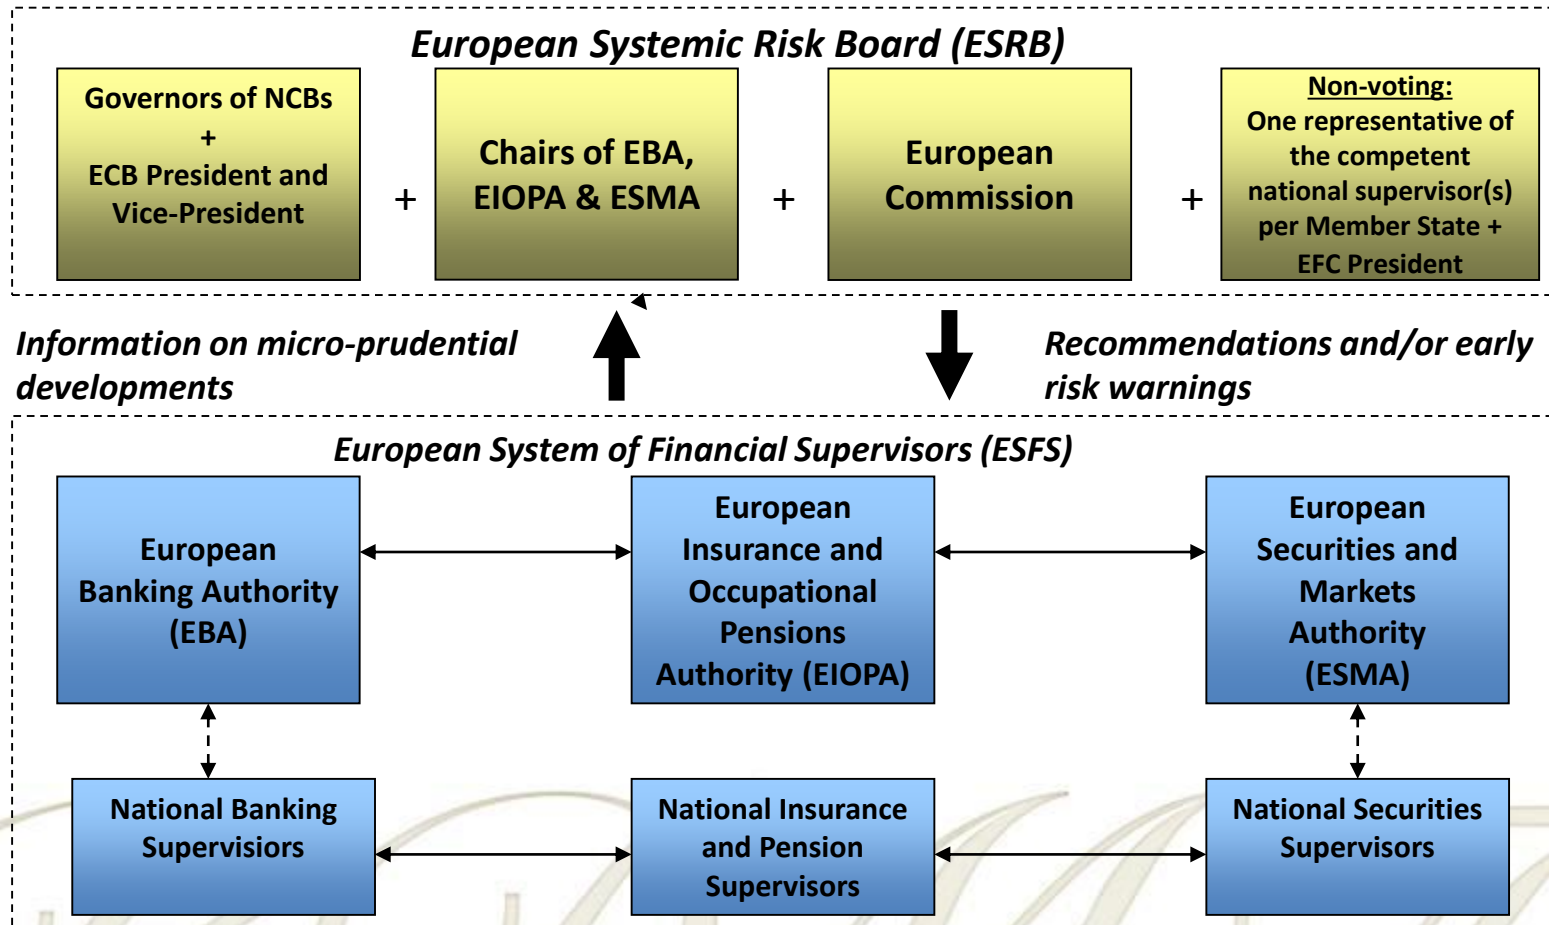 European Systemic Risk Board (ESRB)
Governors of NCBs
+
ECB President and
Vice-President
+
Chairs of EBA,
EIOPA & ESMA
+
European
Commission
+
Non-voting:
One representative of
the competent
national supervisor(s)
per Member State +
EFC President
Information on micro-prudential
developments
Recommendations and/or early
risk warnings
European System of Financial Supervisors (ESFS)
European
Banking Authority
(EBA)
European
Insurance and
Occupational
Pensions
Authority (EIOPA)
European
Securities and
Markets
Authority
(ESMA)
National Banking
Supervisiors
National Insurance
and Pension
Supervisors
National Securities
Supervisors